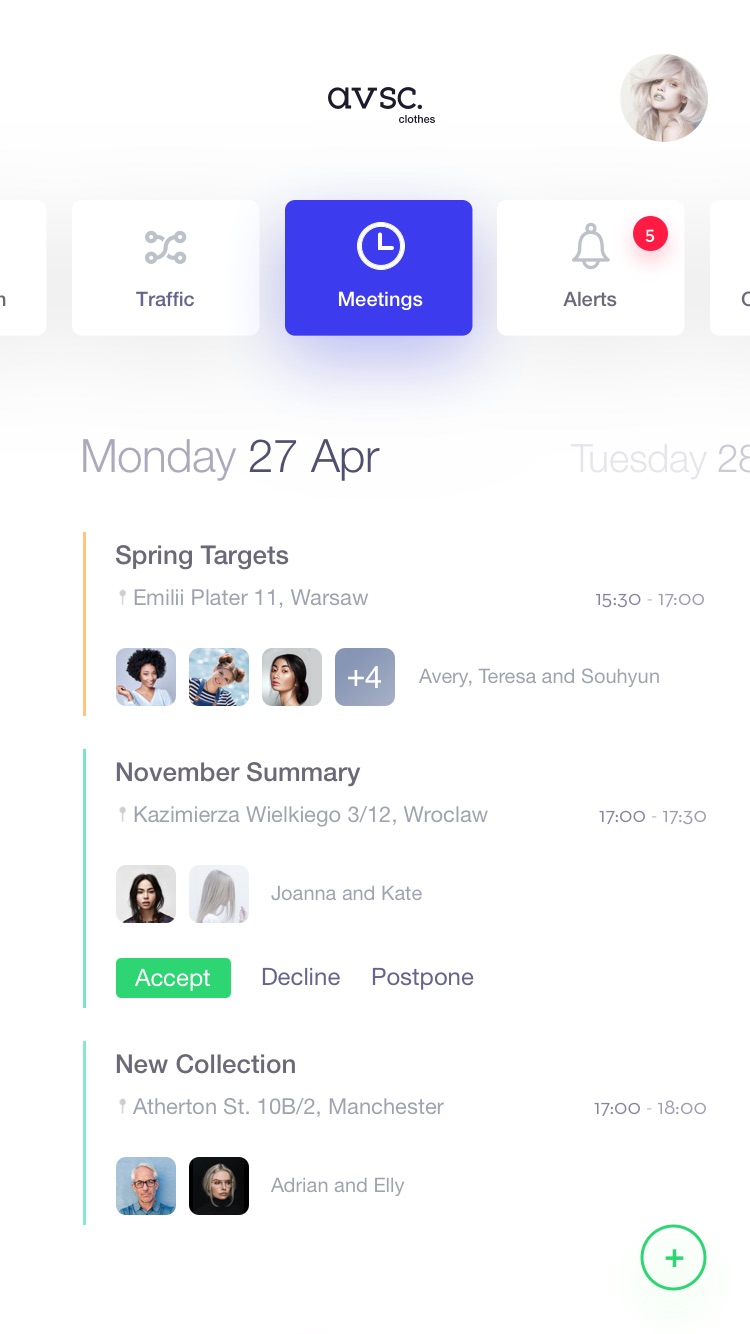 avsc.
clothes
n Traffic Meetings Alerts 5 C
Monday 27 Apr Tuesday 28
Spring Targets
Emilii Plater 11, Warsaw 15:30 - 17:00
+4 Avery, Teresa and Souhyun
November Summary
Kazimierza Wielkiego 3/12, Wroclaw 17:00 - 17:30
Joanna and Kate
Accept Decline Postpone
New Collection
Atherton St. 10B/2, Manchester 17:00 - 18:00
Adrian and Elly
+